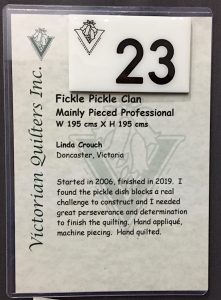 Victorian Quilters Inc.
23
Fickle Pickle Clan
Mainly Pieced Professional
W 195 cms X H 195 cms
Linda Crouch
Doncaster, Victoria
Started in 2006, finished in 2019. I
found the pickle dish blocks a real
challenge to construct and I needed
great perseverance and determination
to finish the quilting. Hand appliqué,
machine piecing. Hand quilted.